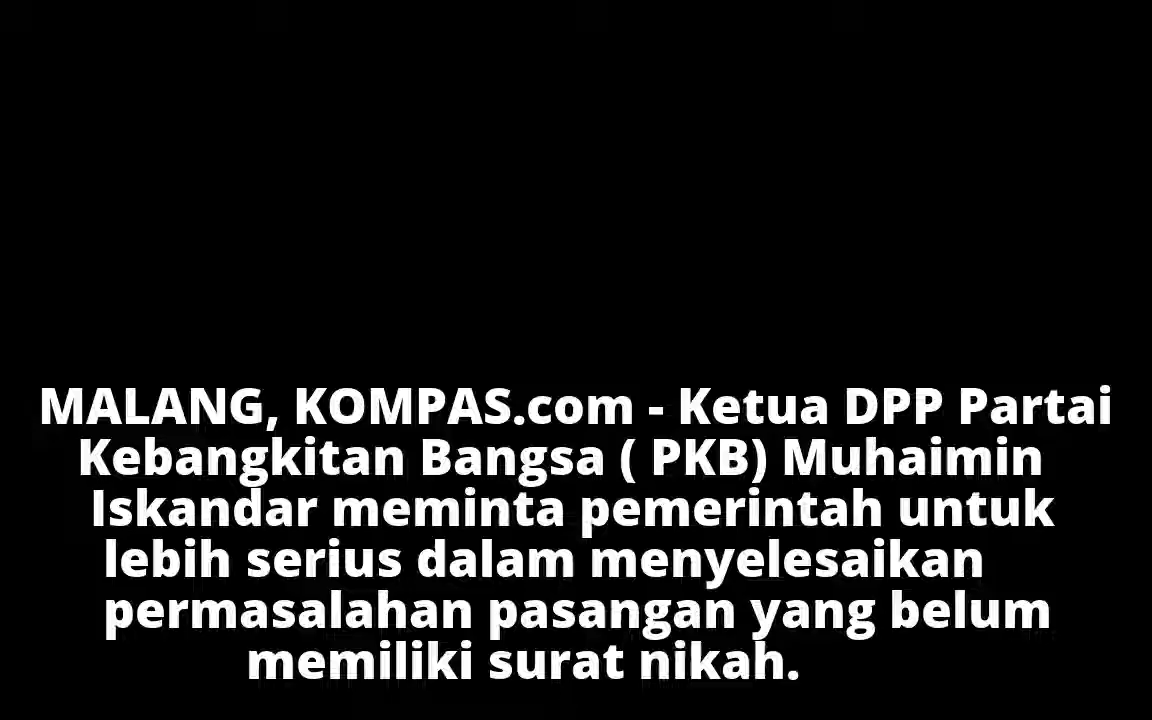 MALANG, KOMPAS.com - Ketua DPP Partai
Kebangkitan Bangsa ( PKB) Muhaimin
Iskandar meminta pemerintah untuk
lebih serius dalam menyelesaikan
permasalahan pasangan yang belum
memiliki surat nikah.